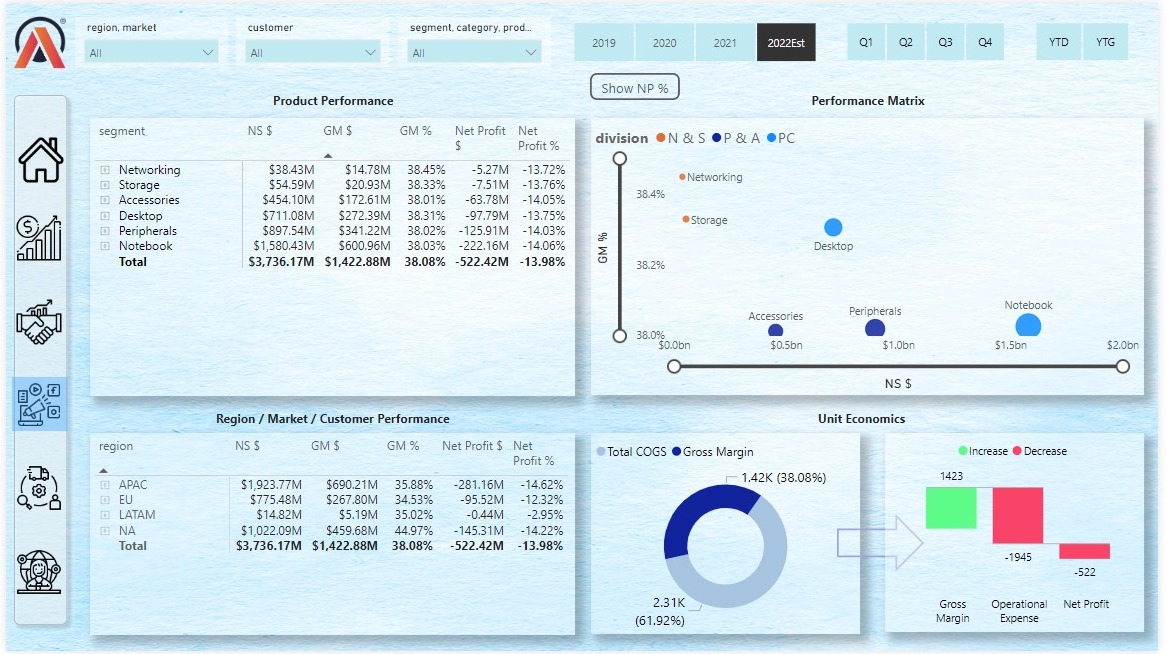 region, market
customer
segment, category, prod...
All
All
All
2019 2020 2021 2022Est
Q1 Q2 Q3 Q4
YTD YTG
Show NP %
Product Performance
segment NS $ GM $ GM % Net Profit $ Net Profit %
Networking $38.43M $14.78M 38.45% -5.27M -13.72%
Storage $54.59M $20.93M 38.33% -7.51M -13.76%
Accessories $454.10M $172.61M 38.01% -63.78M -14.05%
Desktop $711.08M $272.39M 38.31% -97.79M -13.75%
Peripherals $897.54M $341.22M 38.02% -125.91M -14.03%
Notebook $1,580.43M $600.96M 38.03% -222.16M -14.06%
Total $3,736.17M $1,422.88M 38.08% -522.42M -13.98%
Performance Matrix
division N & S P & A PC
GM %
38.4%
38.2%
38.0%
Networking
Storage
Desktop
Accessories
Peripherals
Notebook
$0.0bn $0.5bn $1.0bn $1.5bn $2.0bn
NS $
Region / Market / Customer Performance
region NS $ GM $ GM % Net Profit $ Net Profit %
APAC $1,923.77M $690.21M 35.88% -281.16M -14.62%
EU $775.48M $267.80M 34.53% -95.52M -12.32%
LATAM $14.82M $5.19M 35.02% -0.44M -2.95%
NA $1,022.09M $459.68M 44.97% -145.31M -14.22%
Total $3,736.17M $1,422.88M 38.08% -522.42M -13.98%
Unit Economics
Total COGS Gross Margin
1.42K (38.08%)
2.31K
(61.92%)
Increase Decrease
1423
-1945
-522
Gross Margin
Operational Expense
Net Profit